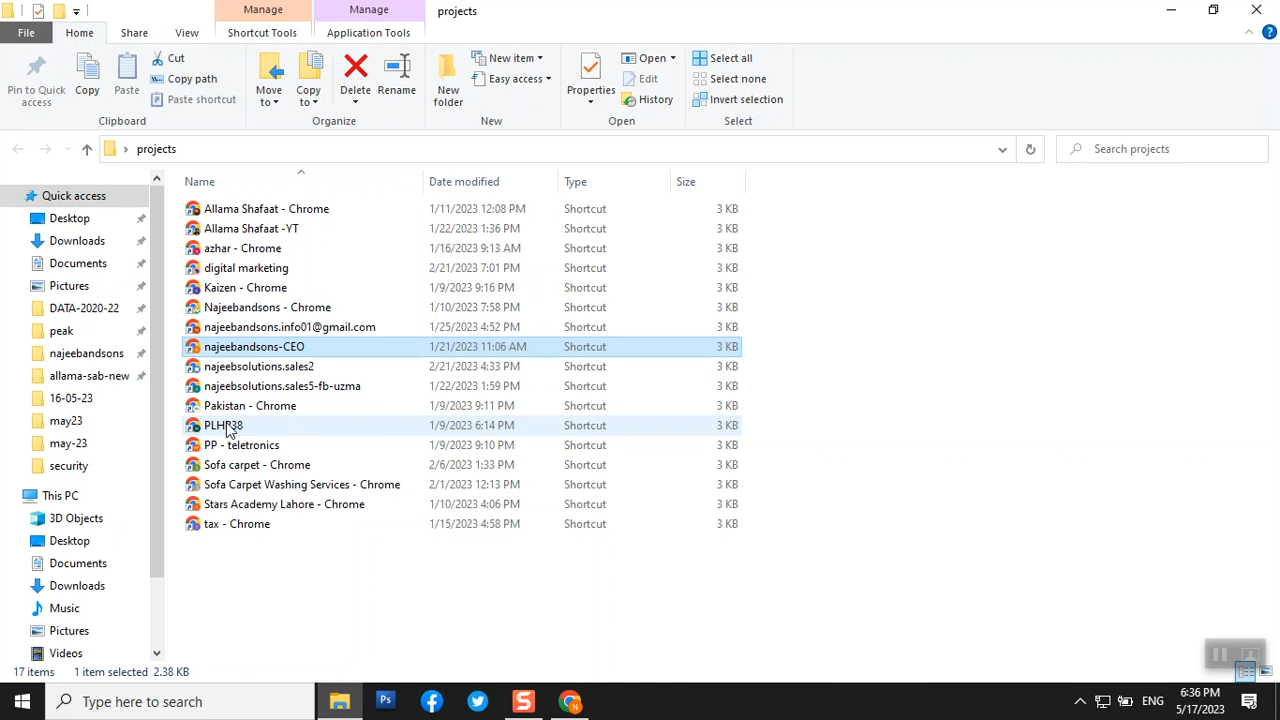 Manage Manage projects
File Home Share View Shortcut Tools Application Tools
Pin to Quick access
Copy
Paste
Cut
Copy path
Paste shortcut
Clipboard
Move to
Copy to
Delete
Rename
Organize
New folder
New item
Easy access
New
Properties
Open
Edit
History
Open
Select all
Select none
Invert selection
Select
projects
Search projects
Quick access
Desktop
Downloads
Documents
Pictures
DATA-2020-22
peak
najeebandsons
allama-sab-new
16-05-23
may23
may-23
security
This PC
3D Objects
Desktop
Documents
Downloads
Music
Pictures
Videos
Name Date modified Type Size
Allama Shafaat - Chrome 1/11/2023 12:08 PM Shortcut 3 KB
Allama Shafaat -YT 1/22/2023 1:36 PM Shortcut 3 KB
azhar - Chrome 1/16/2023 9:13 AM Shortcut 3 KB
digital marketing 2/21/2023 7:01 PM Shortcut 3 KB
Kaizen - Chrome 1/9/2023 9:16 PM Shortcut 3 KB
Najeebandsons - Chrome 1/10/2023 7:58 PM Shortcut 3 KB
najeebandsons.info01@gmail.com 1/25/2023 4:52 PM Shortcut 3 KB
najeebandsons-CEO 1/21/2023 11:06 AM Shortcut 3 KB
najeebsolutions.sales2 2/21/2023 4:33 PM Shortcut 3 KB
najeebsolutions.sales5-fb-uzma 1/22/2023 1:59 PM Shortcut 3 KB
Pakistan - Chrome 1/9/2023 9:11 PM Shortcut 3 KB
1/9/2023 6:14 PM Shortcut 3 KB
PP - teletronics 1/9/2023 9:10 PM Shortcut 3 KB
Sofa carpet - Chrome 2/6/2023 1:33 PM Shortcut 3 KB
Sofa Carpet Washing Services - Chrome 2/1/2023 12:13 PM Shortcut 3 KB
Stars Academy Lahore - Chrome 1/10/2023 4:06 PM Shortcut 3 KB
tax - Chrome 1/15/2023 4:58 PM Shortcut 3 KB
17 items 1 item selected 2.38 KB
Type here to search
Ps
S
N
ENG
6:36 PM
5/17/2023